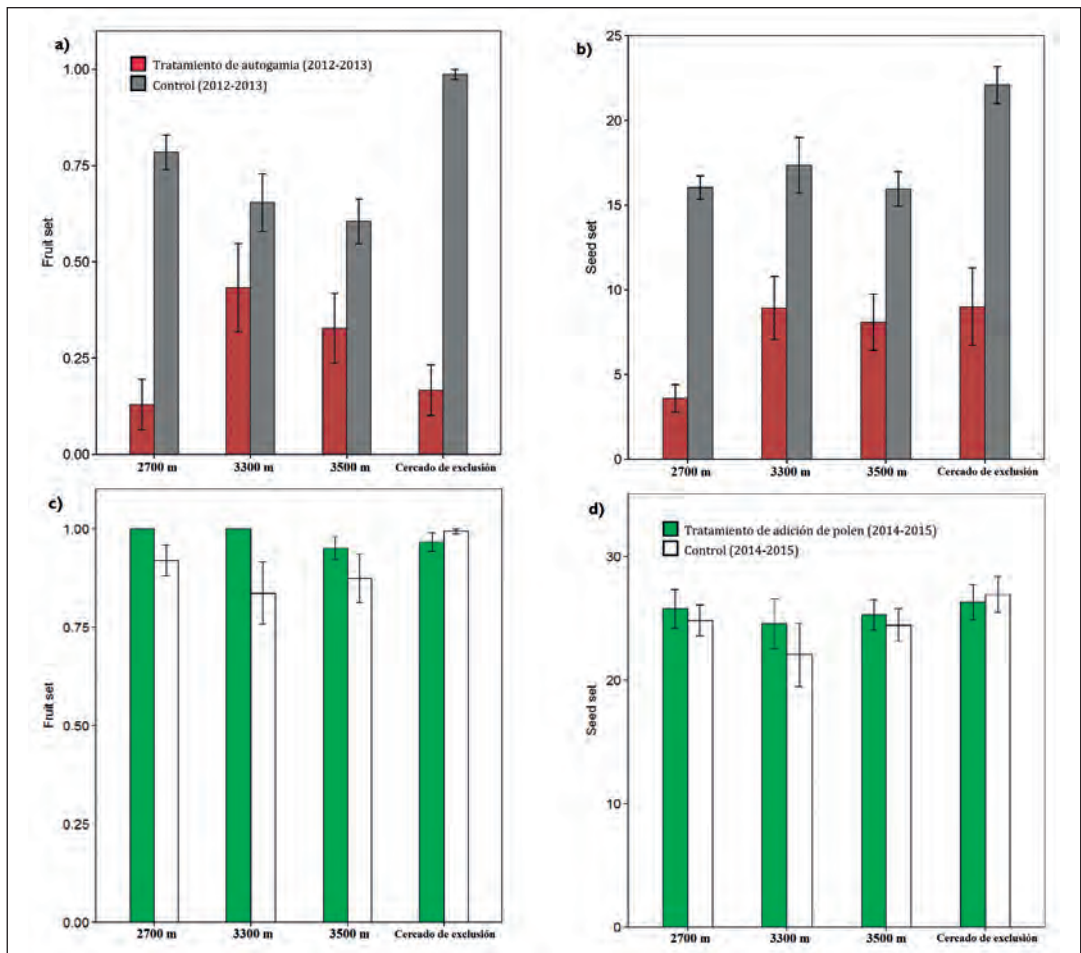 a)
Tratamiento de autogamia (2012-2013)
Control (2012-2013)
1.00
0.75
0.50
0.25
0.00
Fruit set
2700 m
3300 m
3500 m
Cercado de exclusión
b)
25
20
15
10
5
0
Seed set
2700 m
3300 m
3500 m
Cercado de exclusión
c)
1.00
0.75
0.50
0.25
0.00
Fruit set
2700 m
3300 m
3500 m
Cercado de exclusión
d)
Tratamiento de adición de polen (2014-2015)
Control (2014-2015)
30
20
10
0
Seed set
2700 m
3300 m
3500 m
Cercado de exclusión